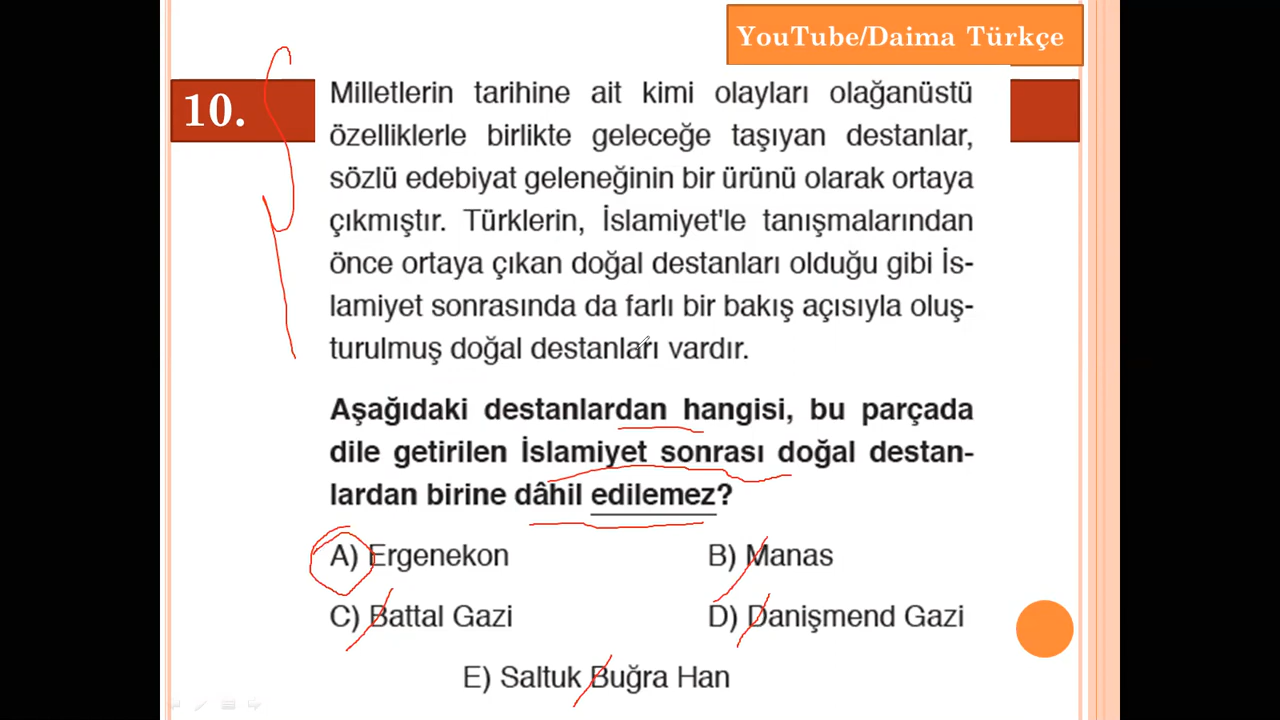 YouTube/Daima Türkçe
10.
Milletlerin tarihine ait kimi olayları olağanüstü
özelliklerle birlikte geleceğe taşıyan destanlar,
sözlü edebiyat geleneğinin bir ürünü olarak ortaya
çıkmıştır. Türklerin, İslamiyet'le tanışmalarından
önce ortaya çıkan doğal destanları olduğu gibi İs-
lamiyet sonrasında da farlı bir bakış açısıyla oluş-
turulmuş doğal destanları vardır.
Aşağıdaki destanlardan hangisi, bu parçada
dile getirilen İslamiyet sonrası doğal destan-
lardan birine dâhil edilemez?
A) Ergenekon B) Manas
C) Battal Gazi D) Danişmend Gazi
E) Saltuk Buğra Han